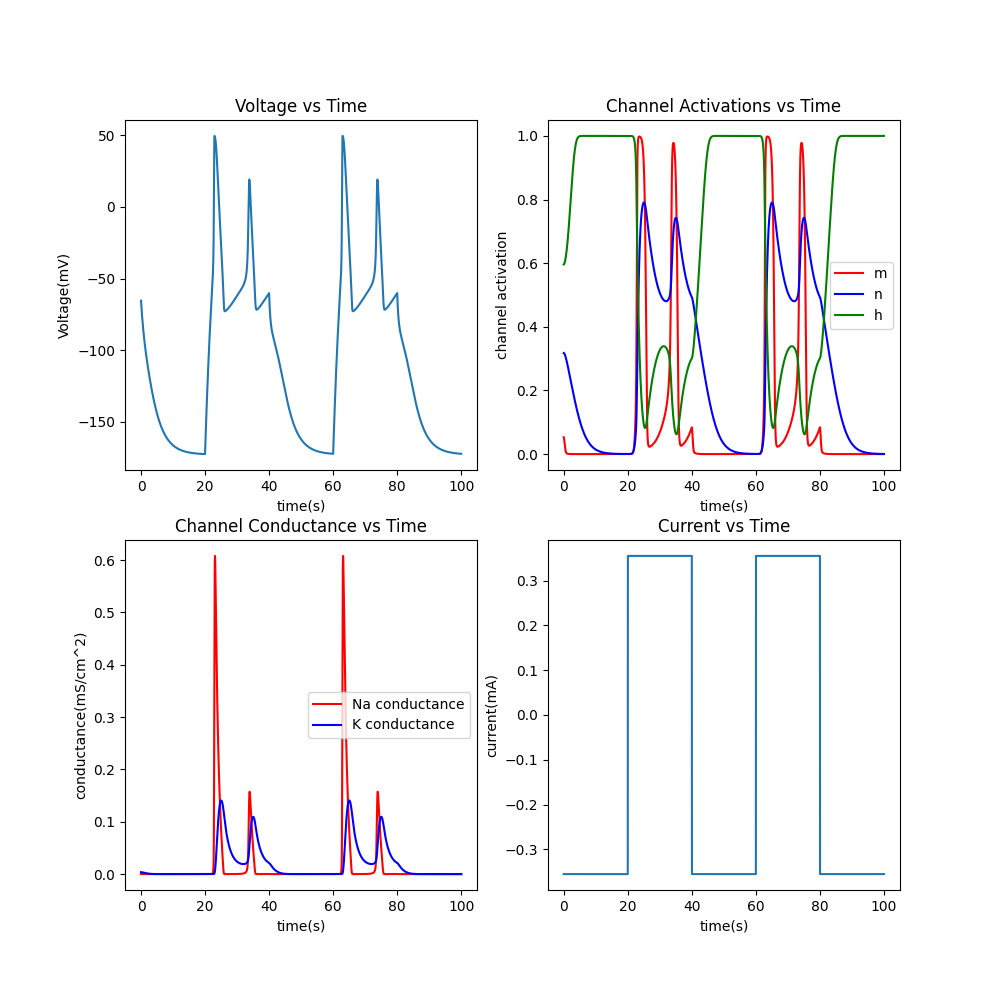 Voltage vs Time
Voltage(mV)
50
0
−50
−100
−150
0 20 40 60 80 100
time(s)
Channel Activations vs Time
channel activation
1.0
0.8
0.6
0.4
0.2
0.0
m
n
h
0 20 40 60 80 100
time(s)
Channel Conductance vs Time
conductance(mS/cm^2)
0.6
0.5
0.4
0.3
0.2
0.1
0.0
Na conductance
K conductance
0 20 40 60 80 100
time(s)
Current vs Time
current(mA)
0.3
0.2
0.1
0.0
−0.1
−0.2
−0.3
0 20 40 60 80 100
time(s)